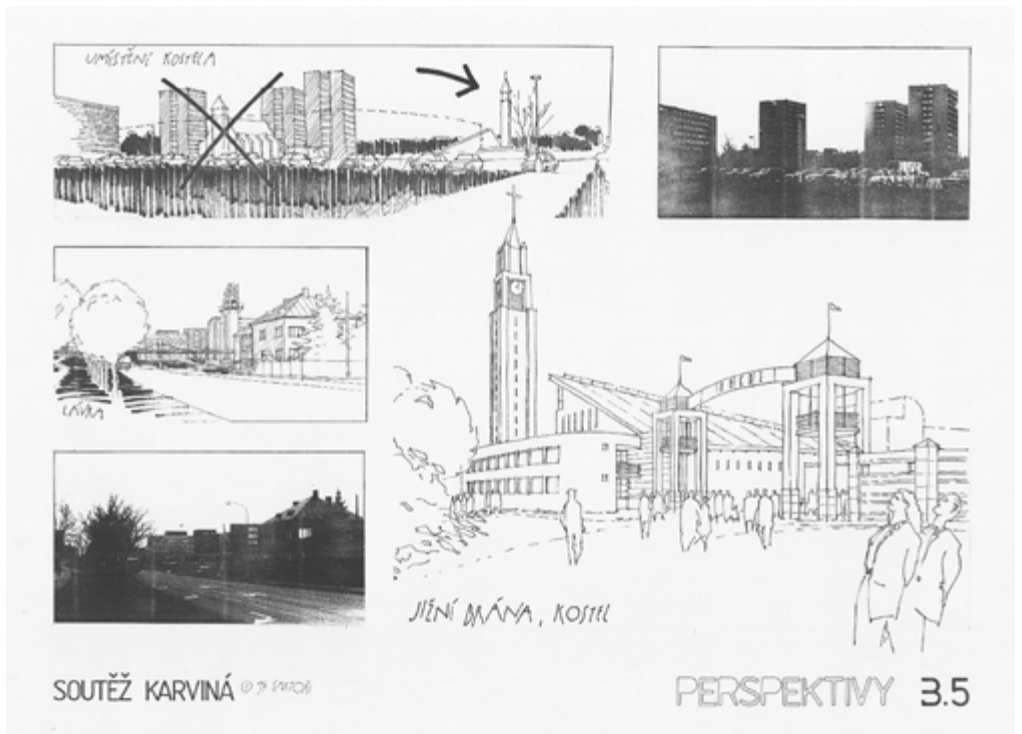 UMÍSTĚNÍ KOSTELA
LÁVKA
JIŽNÍ BRÁNA, KOSTEL
SOUTĚŽ KARVINÁ
PERSPEKTIVY 3.5